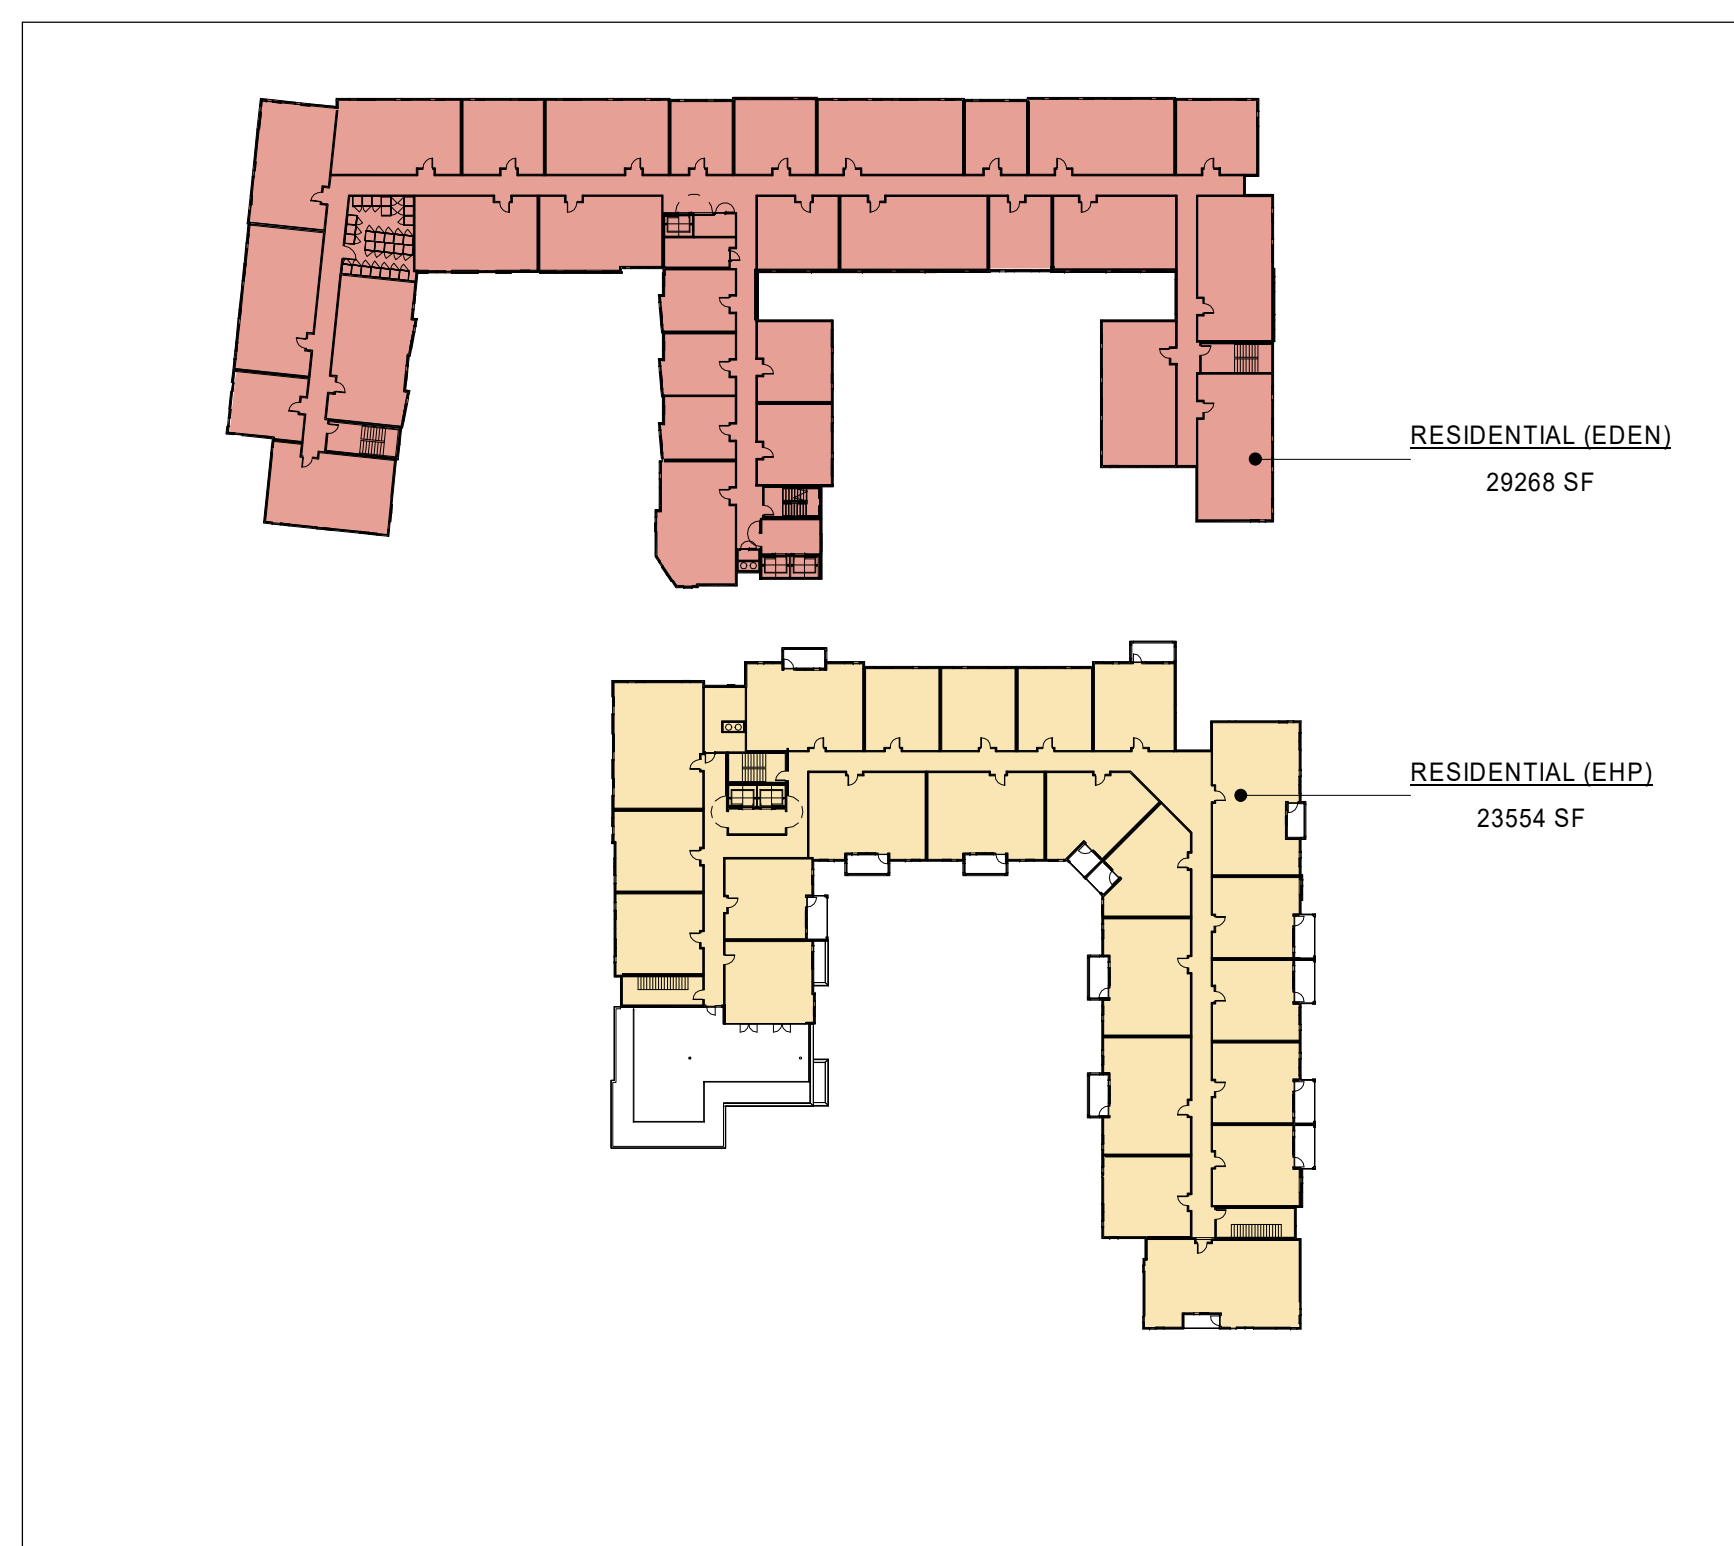 RESIDENTIAL (EDEN)
29268 SF
RESIDENTIAL (EHP)
23554 SF